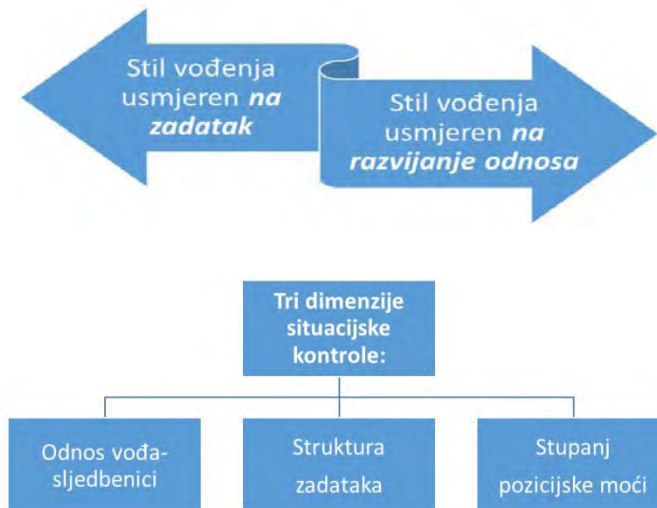 Stil vođenja
usmjeren na
zadatak
Stil vođenja
usmjeren na
razvijanje odnosa
Tri dimenzije
situacijske
kontrole:
Odnos vođa-
sljedbenici
Struktura
zadataka
Stupanj
pozicijske moći